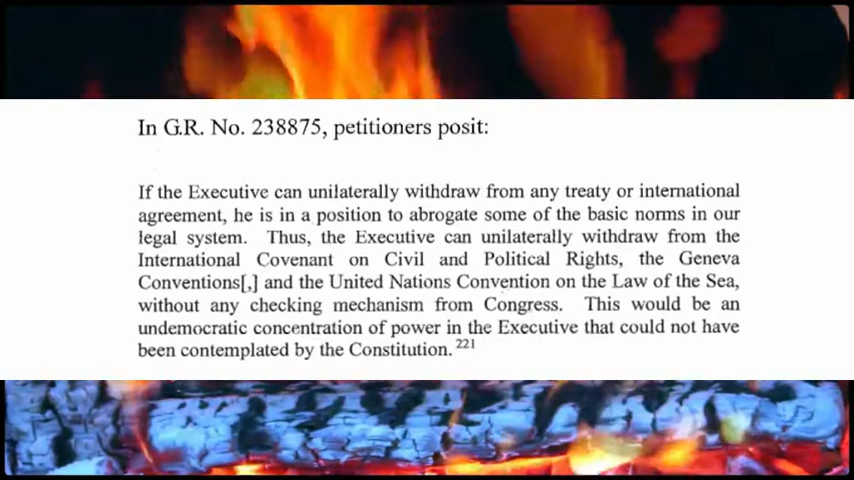 In G.R. No. 238875, petitioners posit:
If the Executive can unilaterally withdraw from any treaty or international
agreement, he is in a position to abrogate some of the basic norms in our
legal system. Thus, the Executive can unilaterally withdraw from the
International Covenant on Civil and Political Rights, the Geneva
Conventions[,] and the United Nations Convention on the Law of the Sea,
without any checking mechanism from Congress. This would be an
undemocratic concentration of power in the Executive that could not have
been contemplated by the Constitution.²²¹